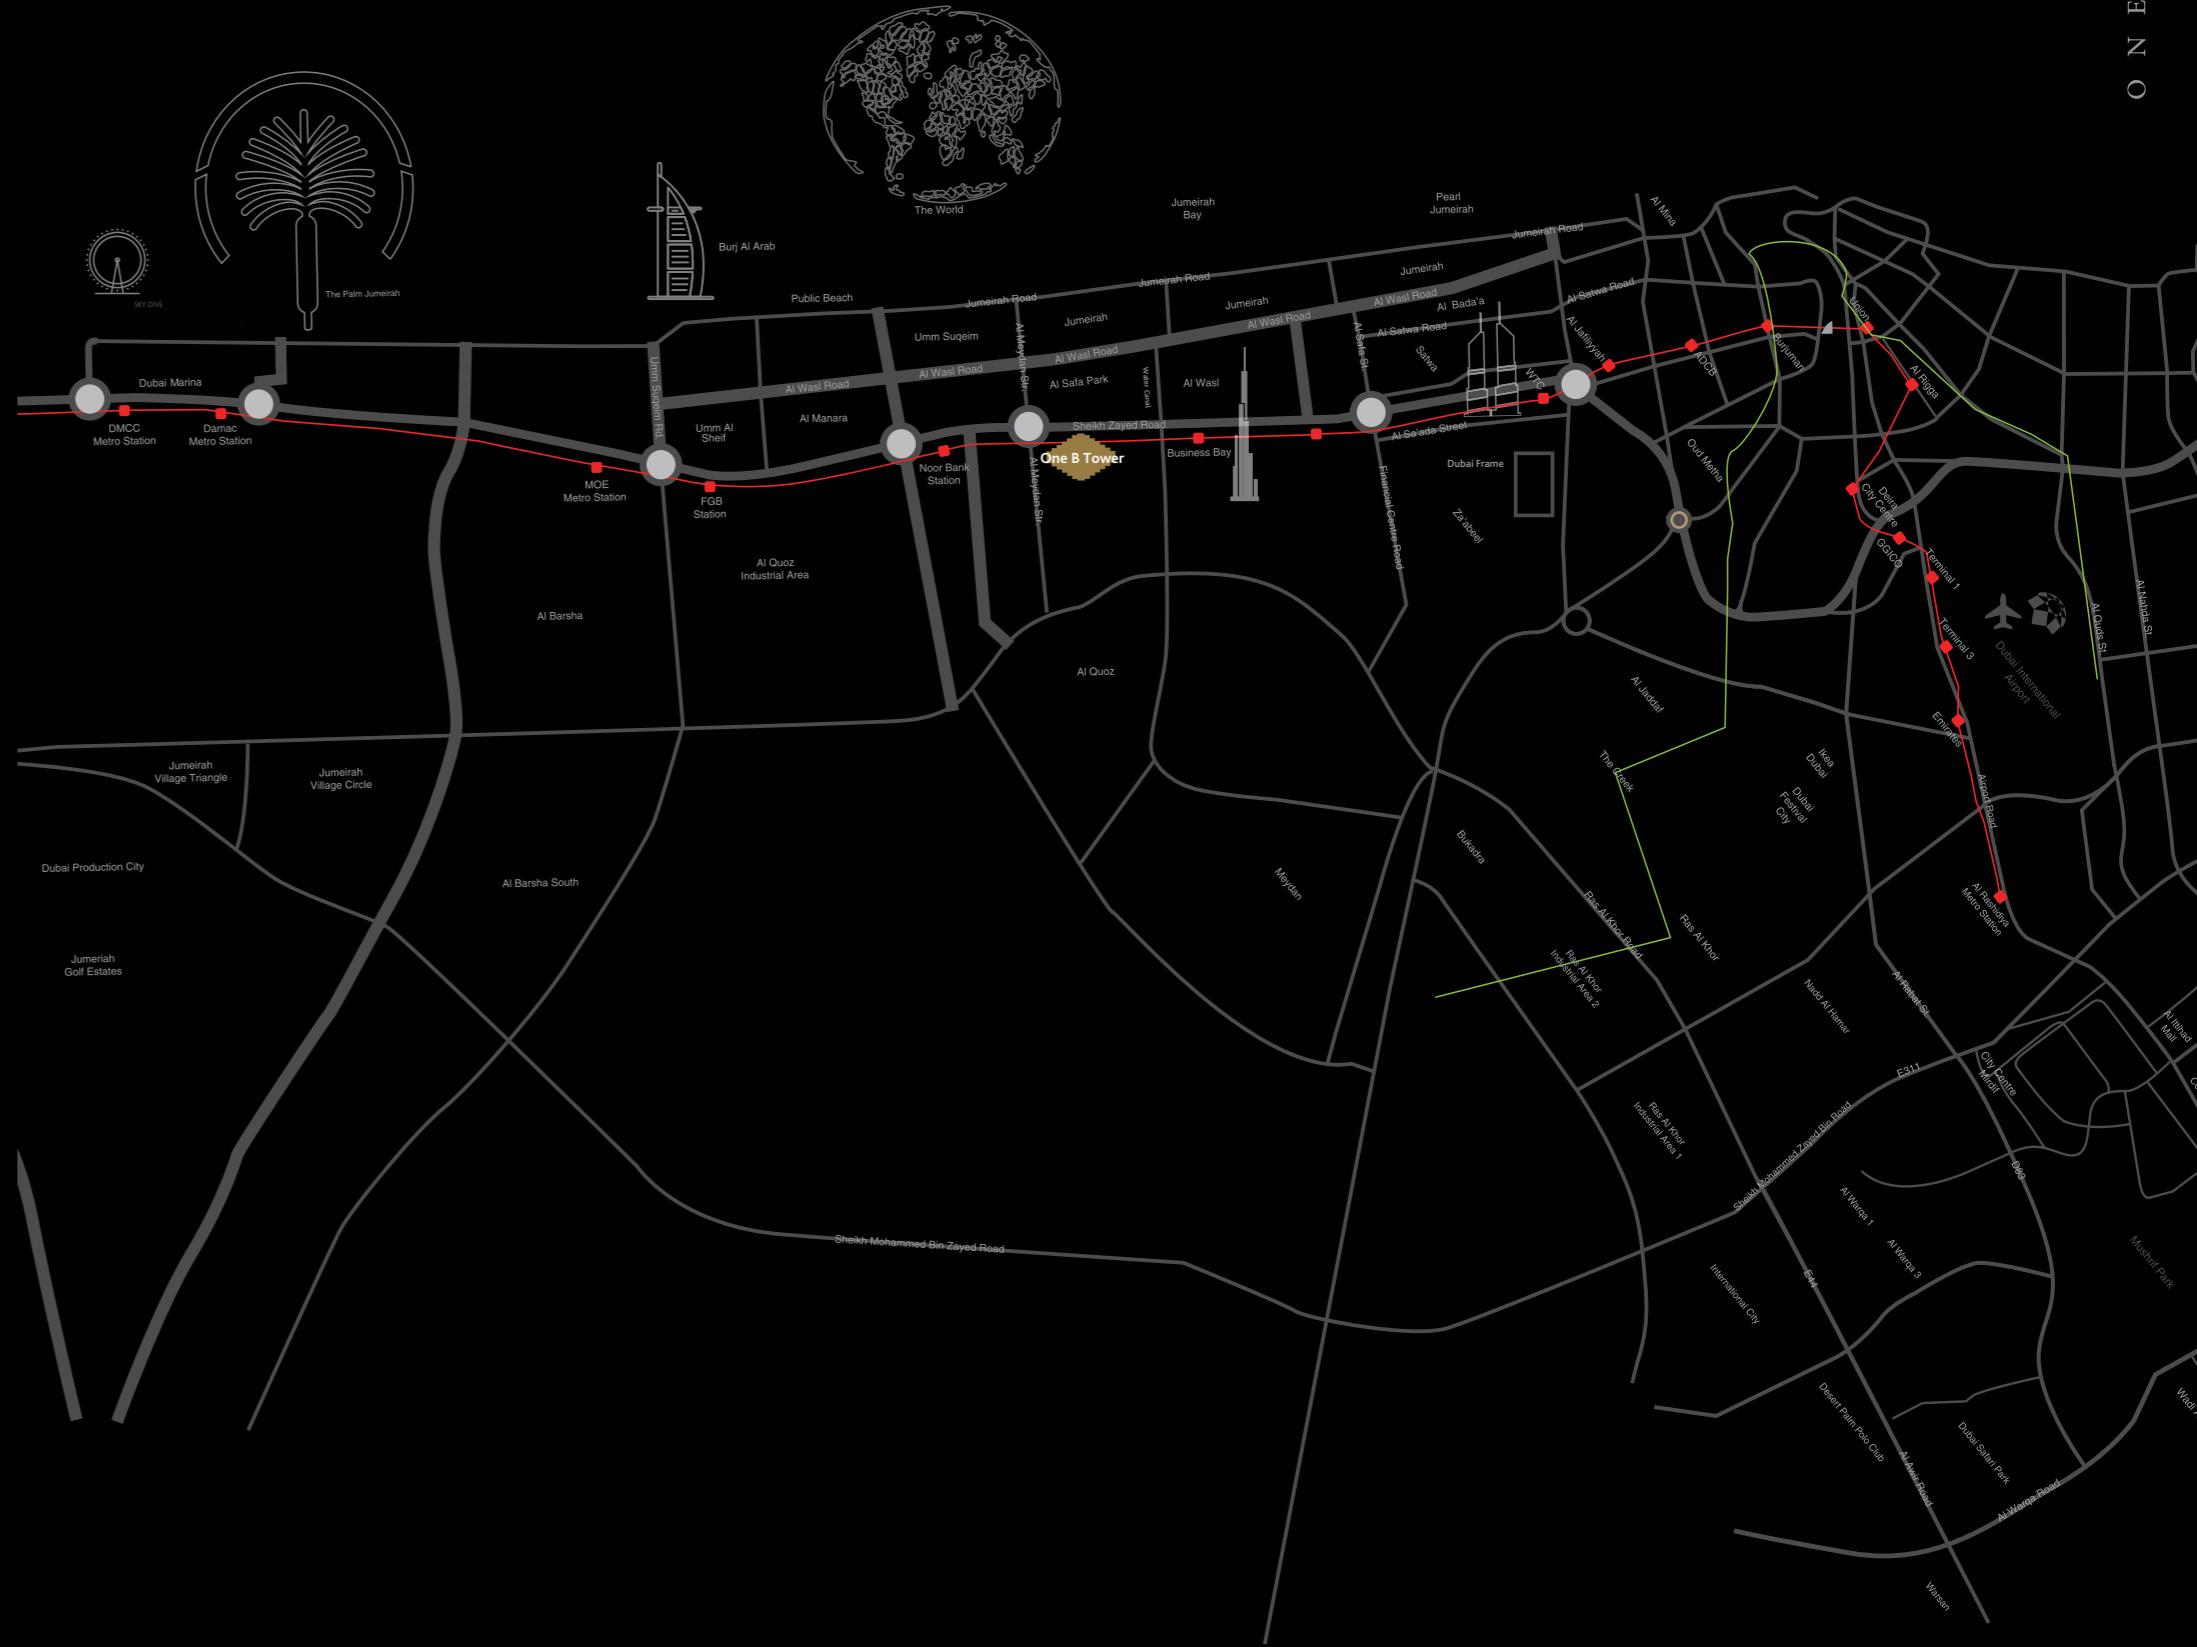 ONE
The World
Jumeirah
Bay
Pearl
Jumeirah
Al Mina
Burj Al Arab
Jumeirah Road
The Palm Jumeirah
SKY DIVE
Public Beach
Jumeirah Road
Jumeirah Road
Jumeirah
Al Wasl Road
Al Satwa Road
Jumeirah
Al Bada'a
Union
Jumeirah
Al Wasl Road
Al Satwa Road
Al Jafiliyyah
Umm Suqeim
Al Meydan Str.
Al Wasl Road
Al Safa St.
Satwa
ADCB
Burjuman
Al Rigga
Dubai Marina
Umm Suqeim Rd.
Al Wasl Road
Al Wasl Road
Al Safa Park
Water Canal
Al Wasl
WTC
Al Manara
Umm Al
Sheif
Sheikh Zayed Road
Al Sa'ada Street
DMCC
Metro Station
Damac
Metro Station
One B Tower
Business Bay
Dubai Frame
Oud Metha
MOE
Metro Station
FGB
Station
Noor Bank
Station
Al Meydan Str.
Financial Centre Road
Za'abeel
Deira
City Centre
GGICO
Terminal 1
Al Quoz
Industrial Area
Al Barsha
Terminal 3
Al Quds St.
Al Nahda St.
Dubai International
Airport
Al Quoz
Al Jaddaf
Emirates
Jumeirah
Village Triangle
Jumeirah
Village Circle
The Creek
Ikea
Dubai
Dubai
Festival
City
Airport Road
Dubai Production City
Al Barsha South
Bukadra
Meydan
Al Rashidiya
Metro Station
Ras Al Khor Road
Ras Al Khor
Jumeriah
Golf Estates
Ras Al Khor
Industrial Area 2
Nadd Al Hamar
Al Rabat St.
Al Ittihad
Mall
E311
City Centre
Mirdif
Ras Al Khor
Industrial Area 1
Sheikh Mohammed Zayed Bin Road
D83
Al Warqa 1
Al Warqa 3
Mushrif Park
Sheikh Mohammed Bin Zayed Road
International City
E44
Desert Palm Polo Club
Dubai Safari Park
Al Awir Road
Al Warqa Road
Wadi
Warsan